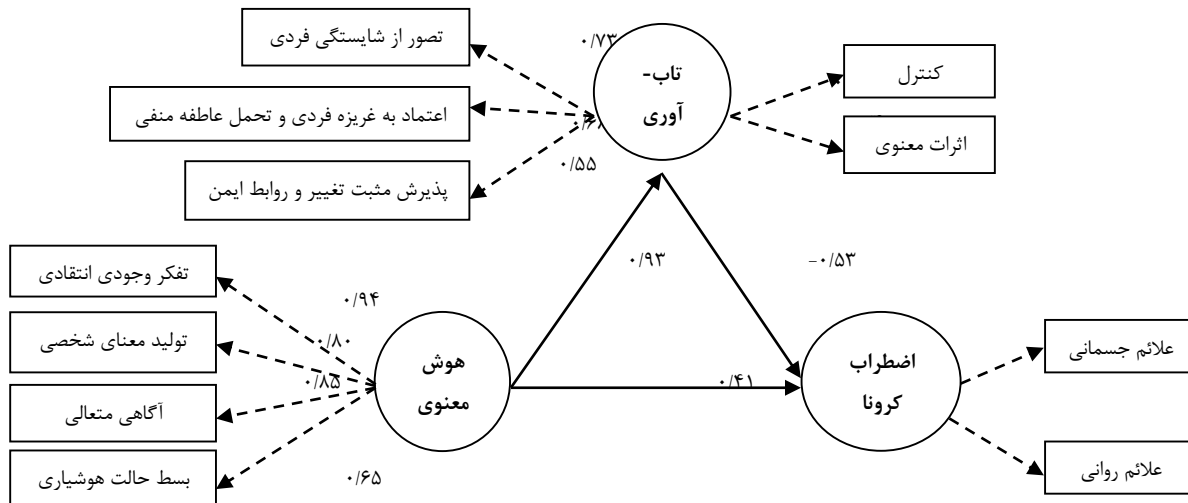 تصور از شایستگی فردی
۰/۷۳
تاب-
آوری
کنترل
اعتماد به غریزه فردی و تحمل عاطفه منفی
اثرات معنوی
۰/۵۵
پذیرش مثبت تغییر و روابط ایمن
۰/۹۳
-۰/۵۳
تفکر وجودی انتقادی
۰/۹۴
تولید معنای شخصی
۰/۸۰
هوش
معنوی
اضطراب
کرونا
علائم جسمانی
۰/۸۵
۰/۴۱
آگاهی متعالی
بسط حالت هوشیاری
۰/۶۵
علائم روانی